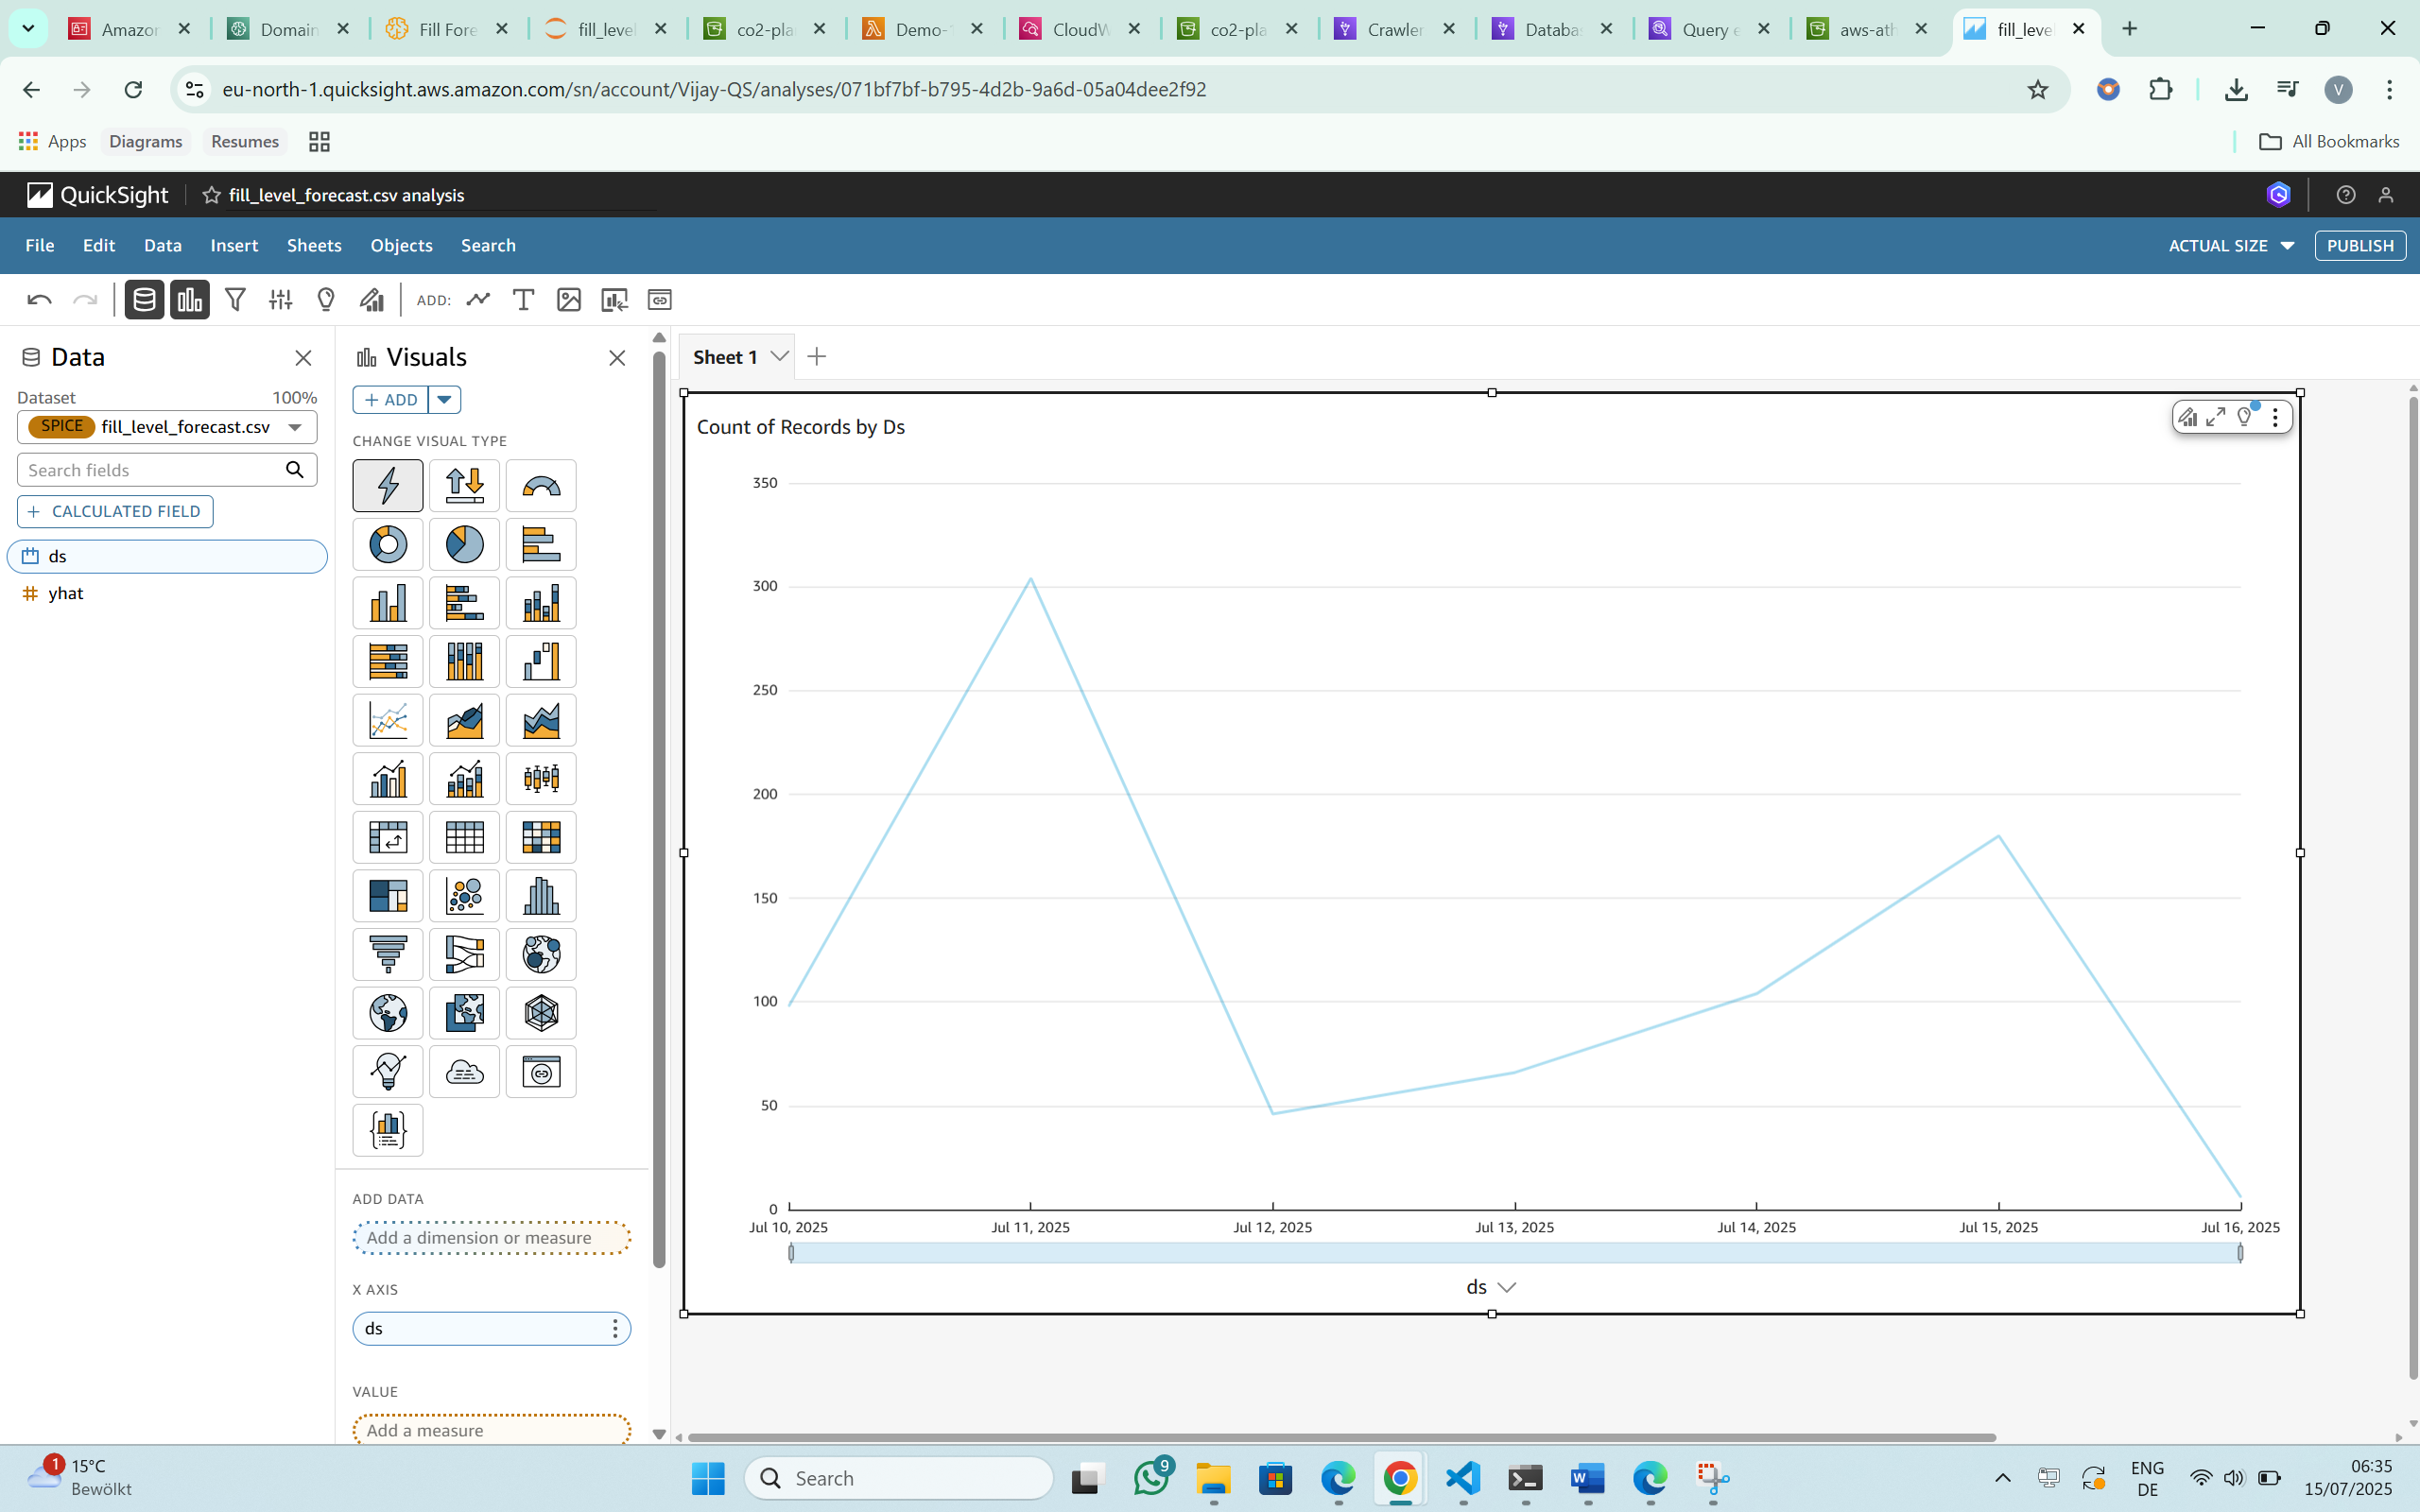 Amazon
Domain
Fill Fore
fill_level
co2-pla
Demo-
CloudW
co2-pla
Crawler
Databa
Query e
aws-ath
fill_leve
eu-north-1.quicksight.aws.amazon.com/sn/account/Vijay-QS/analyses/071bf7bf-b795-4d2b-9a6d-05a04dee2f92
V
Apps
Diagrams
Resumes
All Bookmarks
QuickSight
fill_level_forecast.csv analysis
File
Edit
Data
Insert
Sheets
Objects
Search
ACTUAL SIZE
PUBLISH
ADD:
Data
Dataset
100%
SPICE fill_level_forecast.csv
Search fields
+ CALCULATED FIELD
ds
# yhat
Visuals
+ ADD
CHANGE VISUAL TYPE
ADD DATA
Add a dimension or measure
X AXIS
ds
VALUE
Add a measure
Sheet 1
Count of Records by Ds
350
300
250
200
150
100
50
0
Jul 10, 2025
Jul 11, 2025
Jul 12, 2025
Jul 13, 2025
Jul 14, 2025
Jul 15, 2025
Jul 16, 2025
ds
1
15°C
Bewölkt
Search
9
ENG
DE
06:35
15/07/2025